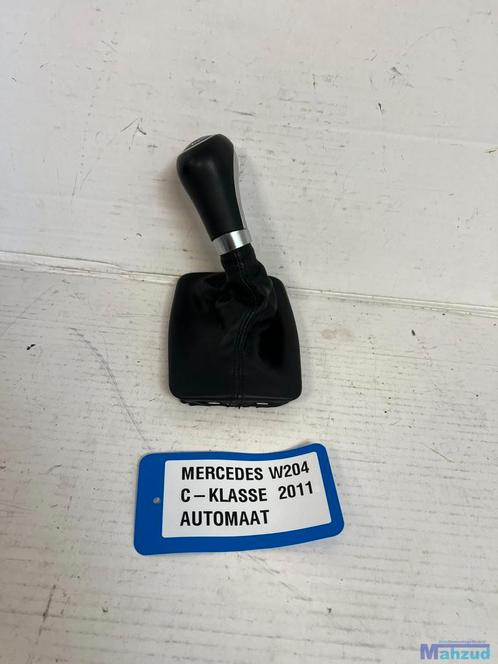 MERCEDES W204
C-KLASSE 2011
AUTOMAAT
Mahzud